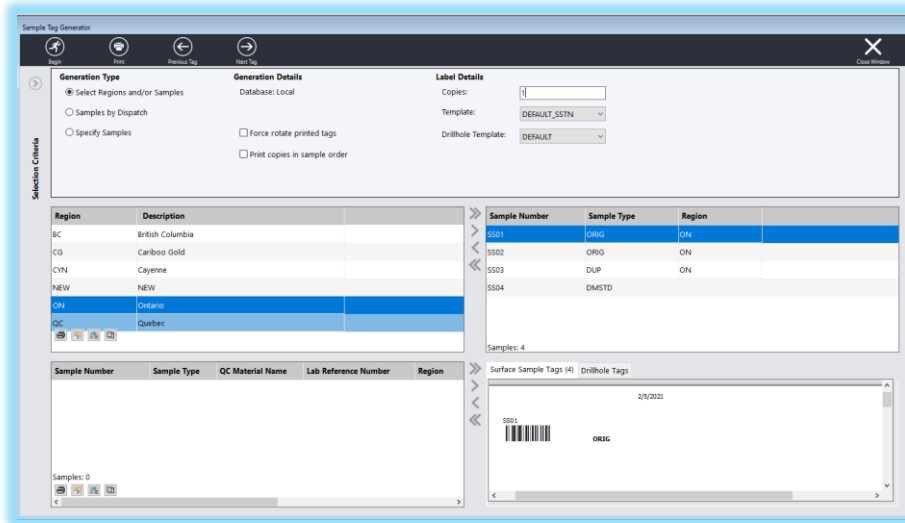 Sample Tag Generator
Begin Print Previous Tag Next Tag Close Window
Selection Criteria
Generation Type Generation Details Label Details
Select Regions and/or Samples Database: Local Copies: 1
Samples by Dispatch Template: DEFAULT_SSTN
Specify Samples Force rotate printed tags Drillhole Template: DEFAULT
Print copies in sample order
Region Description
BC British Columbia
CG Cariboo Gold
CYN Cayenne
NEW NEW
ON Ontario
QC Quebec
Sample Number Sample Type Region
SS01 ORIG ON
SS02 ORIG ON
SS03 DUP ON
SS04 DMSTD
Samples: 4
Sample Number Sample Type QC Material Name Lab Reference Number Region
Samples: 0
Surface Sample Tags (4) Drillhole Tags
2/5/2021
SS01
ORIG